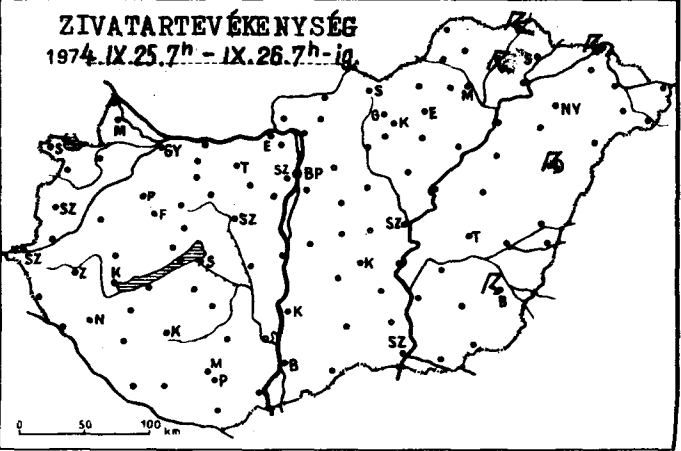 ZIVATARTEVÉKENYSÉG
1974. IX. 25. 7h - IX. 26. 7h-ig
S
S
M
NY
G
K
E
M
S
GY
E
T
SZ
BP
SZ
P
F
SZ
SZ
T
SZ
Z
K
S
K
B
N
K
K
SZ
M
P
B
0 50 100 km